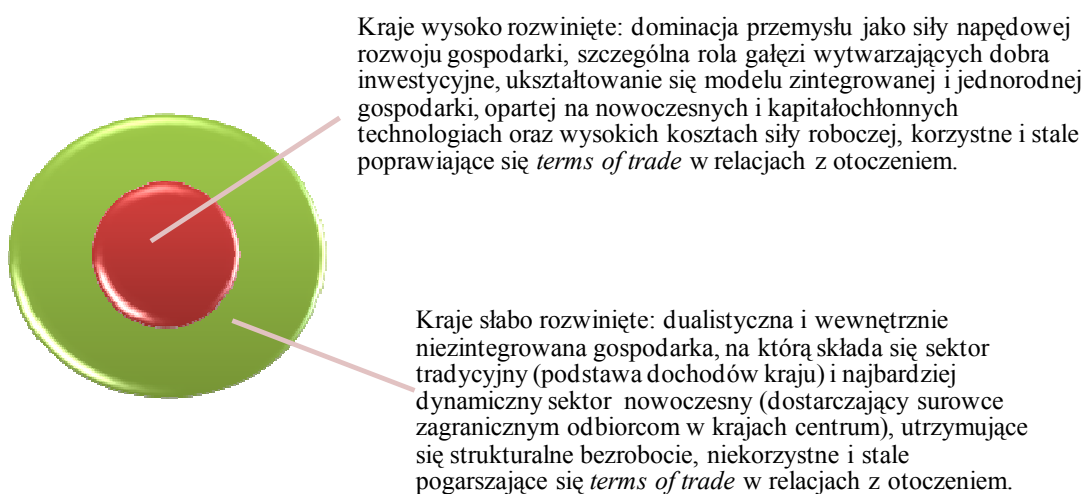 Kraje wysoko rozwinięte: dominacja przemysłu jako siły napędowej
rozwoju gospodarki, szczególna rola gałęzi wytwarzających dobra
inwestycyjne, ukształtowanie się modelu zintegrowanej i jednorodnej
gospodarki, opartej na nowoczesnych i kapitałochłonnych
technologiach oraz wysokich kosztach siły roboczej, korzystne i stale
poprawiające się terms of trade w relacjach z otoczeniem.
Kraje słabo rozwinięte: dualistyczna i wewnętrznie
niezintegrowana gospodarka, na którą składa się sektor
tradycyjny (podstawa dochodów kraju) i najbardziej
dynamiczny sektor nowoczesny (dostarczający surowce
zagranicznym odbiorcom w krajach centrum), utrzymujące
się strukturalne bezrobocie, niekorzystne i stale
pogarszające się terms of trade w relacjach z otoczeniem.